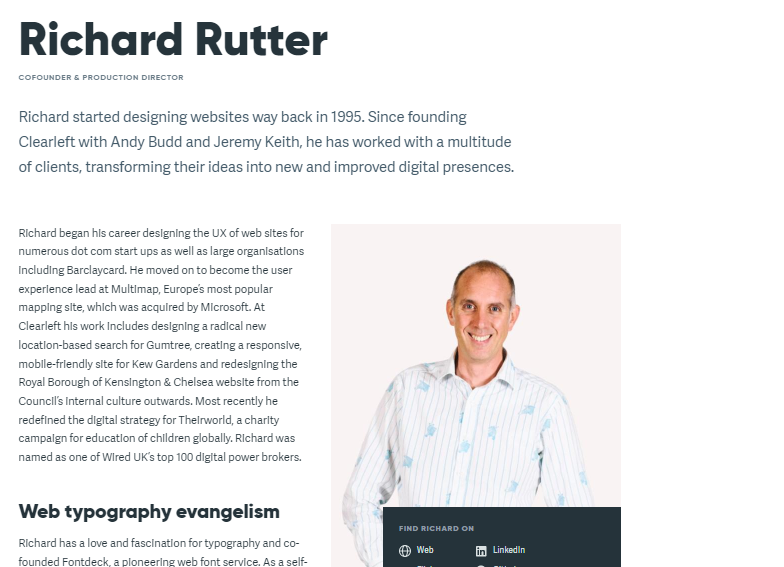 Richard Rutter
COFOUNDER & PRODUCTION DIRECTOR
Richard started designing websites way back in 1995. Since founding
Clearleft with Andy Budd and Jeremy Keith, he has worked with a multitude
of clients, transforming their ideas into new and improved digital presences.
Richard began his career designing the UX of web sites for
numerous dot com start ups as well as large organisations
including Barclaycard. He moved on to become the user
experience lead at Multimap, Europe's most popular
mapping site, which was acquired by Microsoft. At
Clearleft his work includes designing a radical new
location-based search for Gumtree, creating a responsive,
mobile-friendly site for Kew Gardens and redesigning the
Royal Borough of Kensington & Chelsea website from the
Council's internal culture outwards. Most recently he
redefined the digital strategy for Theirworld, a charity
campaign for education of children globally. Richard was
named as one of Wired UK's top 100 digital power brokers.
Web typography evangelism
Richard has a love and fascination for typography and co-
founded Fontdeck, a pioneering web font service. As a self-
FIND RICHARD ON
Web
LinkedIn